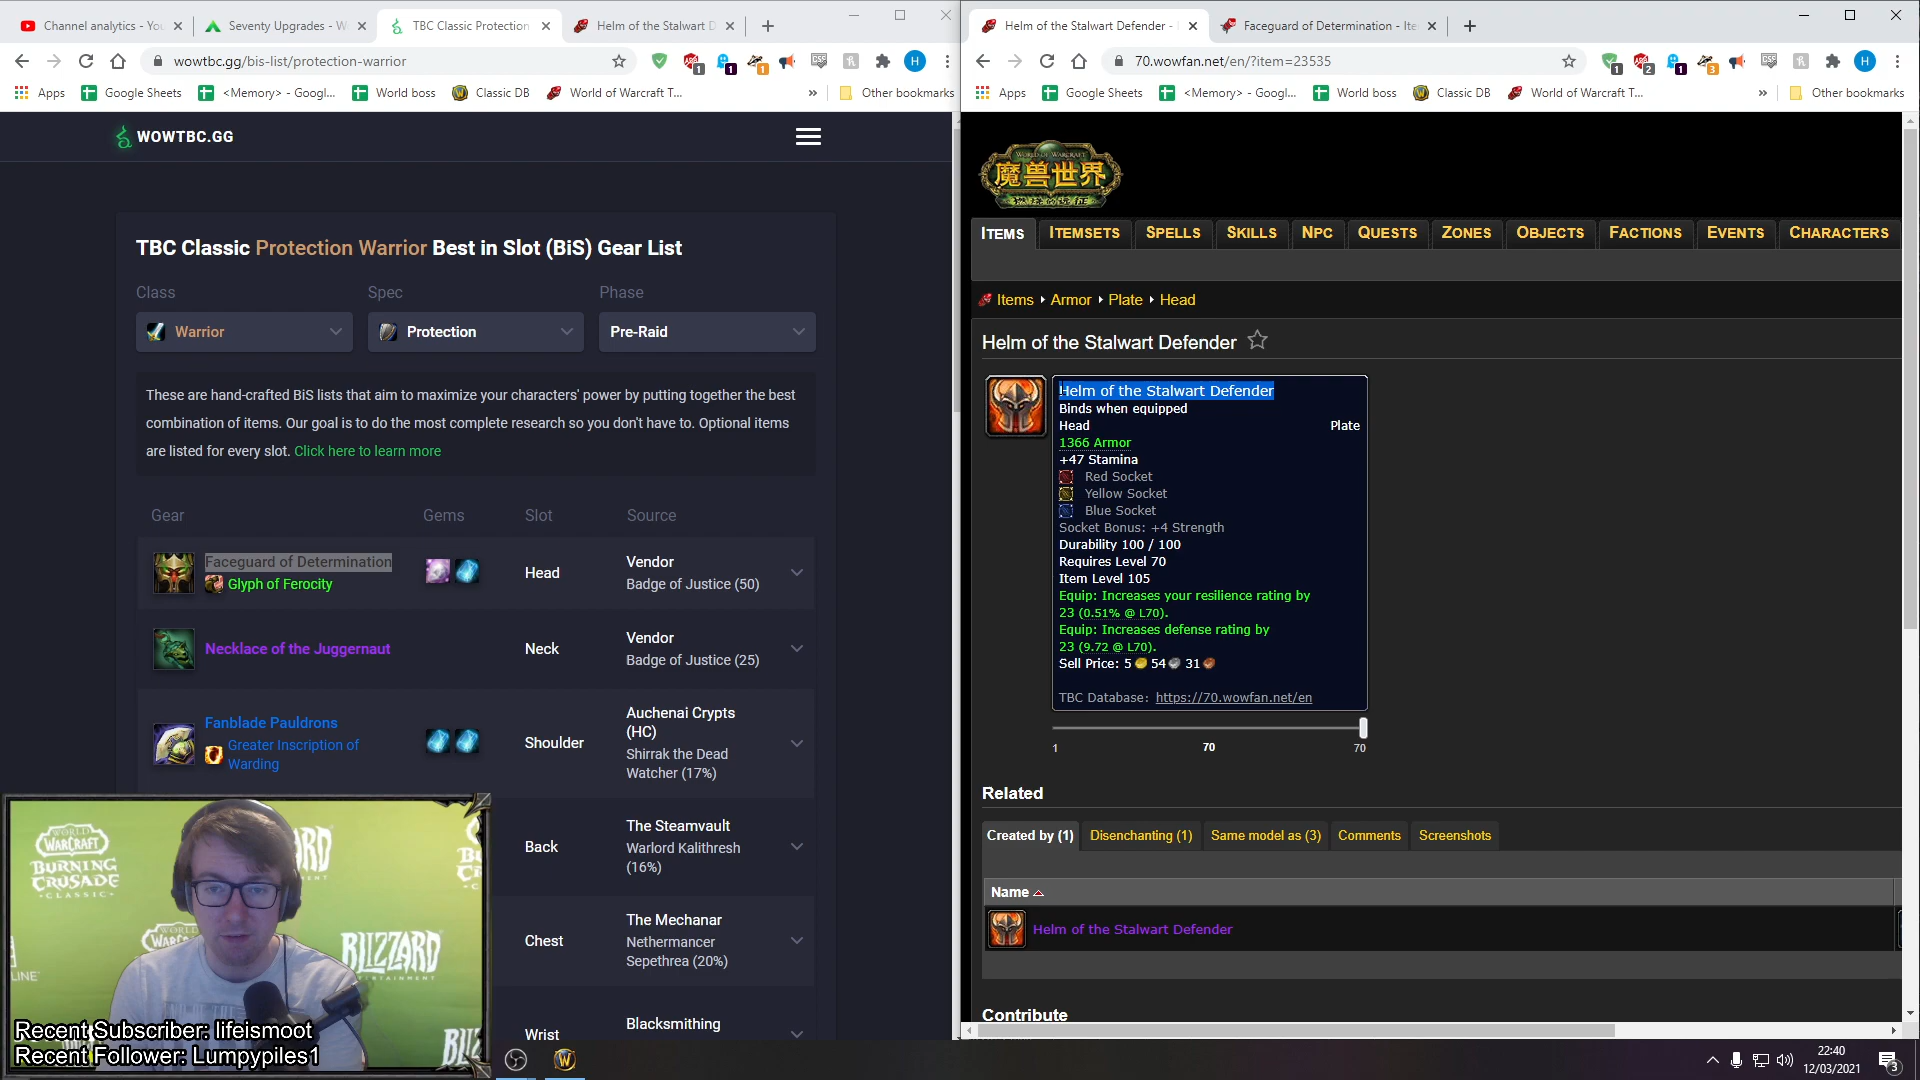 Channel analytics - You
Seventy Upgrades - W
TBC Classic Protection
Helm of the Stalwart D
wowtbc.gg/bis-list/protection-warrior
Apps
Google Sheets
<Memory> - Googl...
World boss
Classic DB
World of Warcraft T...
»
Other bookmarks
WOWTBC.GG
TBC Classic Protection Warrior Best in Slot (BiS) Gear List
Class
Spec
Phase
Warrior
Protection
Pre-Raid
These are hand-crafted BiS lists that aim to maximize your characters' power by putting together the best
combination of items. Our goal is to do the most complete research so you don't have to. Optional items
are listed for every slot. Click here to learn more
Gear
Gems
Slot
Source
Faceguard of Determination
Glyph of Ferocity
Head
Vendor
Badge of Justice (50)
Necklace of the Juggernaut
Neck
Vendor
Badge of Justice (25)
Fanblade Pauldrons
Greater Inscription of
Warding
Shoulder
Auchenai Crypts
(HC)
Shirrak the Dead
Watcher (17%)
Back
The Steamvault
Warlord Kalithresh
(16%)
Chest
The Mechanar
Nethermancer
Sepethrea (20%)
Wrist
Blacksmithing
WARCRAFT
BURNING
CRUSADE
CLASSIC
BLIZZARD
ENTERTAINMENT
Recent Subscriber: lifeismoot
Recent Follower: Lumpypiles1
Helm of the Stalwart Defender -
Faceguard of Determination - Ite
70.wowfan.net/en/?item=23535
Apps
Google Sheets
<Memory> - Googl...
World boss
Classic DB
World of Warcraft T...
»
Other bookmarks
WORLD OF WARCRAFT
魔兽世界
ITEMS
ITEMSETS
SPELLS
SKILLS
NPC
QUESTS
ZONES
OBJECTS
FACTIONS
EVENTS
CHARACTERS
Items
Armor
Plate
Head
Helm of the Stalwart Defender
Helm of the Stalwart Defender
Binds when equipped
Head Plate
1366 Armor
+47 Stamina
Red Socket
Yellow Socket
Blue Socket
Socket Bonus: +4 Strength
Durability 100 / 100
Requires Level 70
Item Level 105
Equip: Increases your resilience rating by
23 (0.51% @ L70).
Equip: Increases defense rating by
23 (9.72 @ L70).
Sell Price: 5 54 31
TBC Database: https://70.wowfan.net/en
1 70 70
Related
Created by (1)
Disenchanting (1)
Same model as (3)
Comments
Screenshots
Name
Helm of the Stalwart Defender
Contribute
22:40
12/03/2021
3